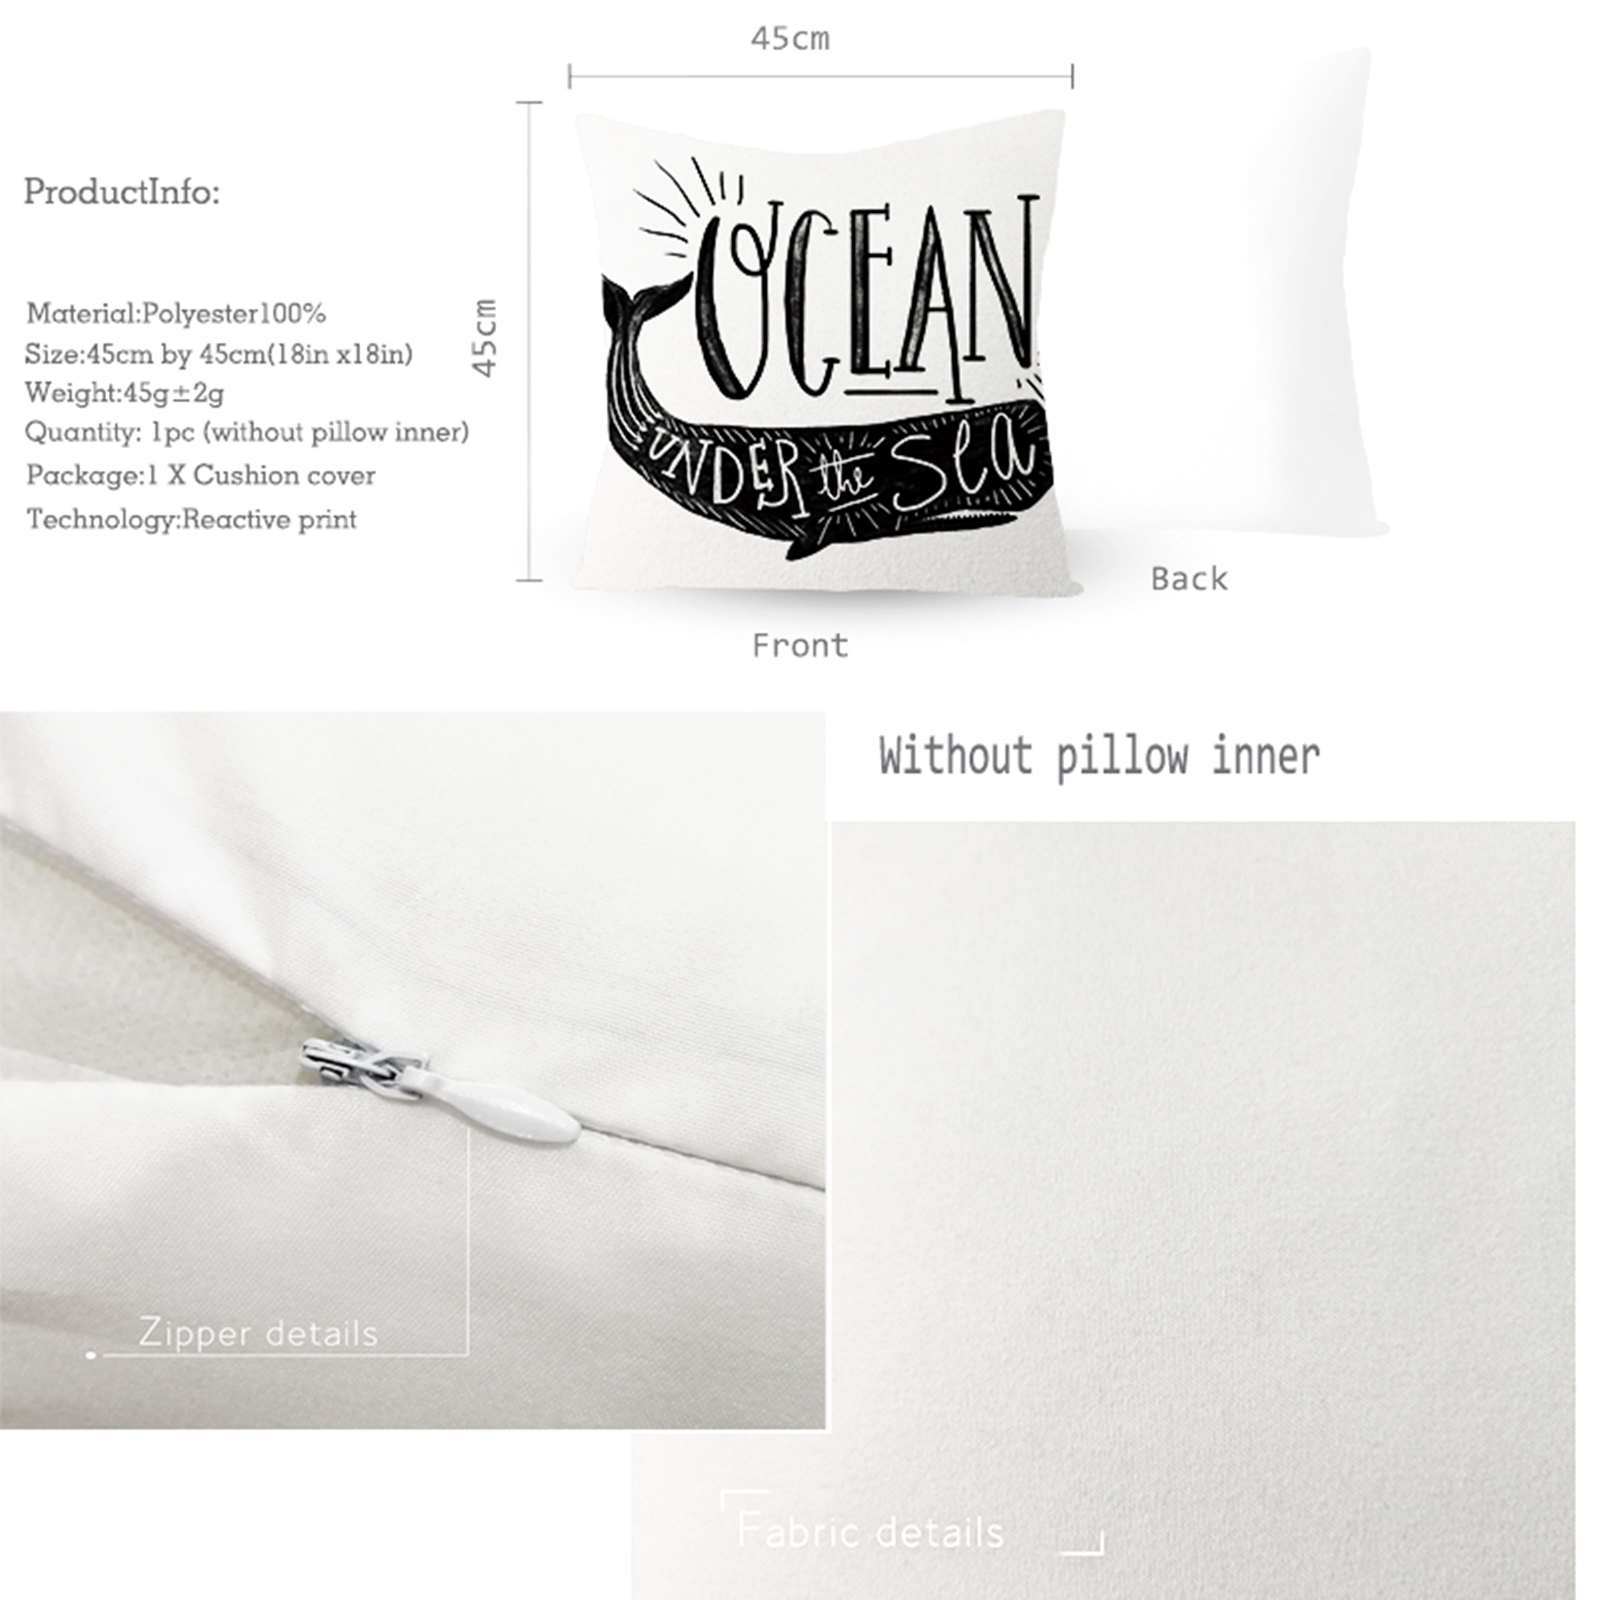 45cm
ProductInfo:
45cm
Material:Polyester100%
Size:45cm by 45cm(18in x18in)
Weight:45g±2g
Quantity: 1pc (without pillow inner)
Package:1 X Cushion cover
Technology:Reactive print
OCEAN
UNDER the Sea
Back
Front
Without pillow inner
Zipper details
Fabric details